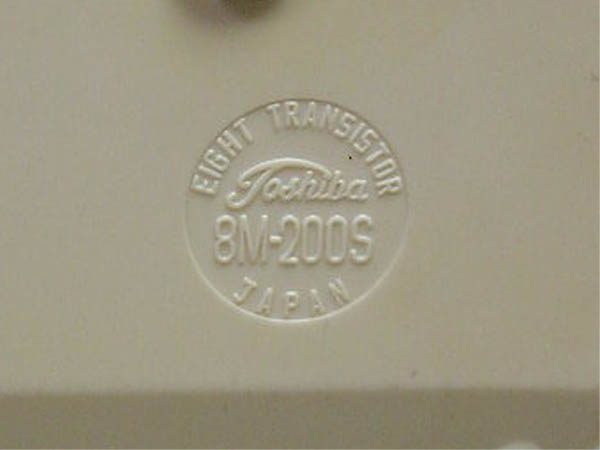 EIGHT TRANSISTOR
Toshiba
8M-200S
JAPAN